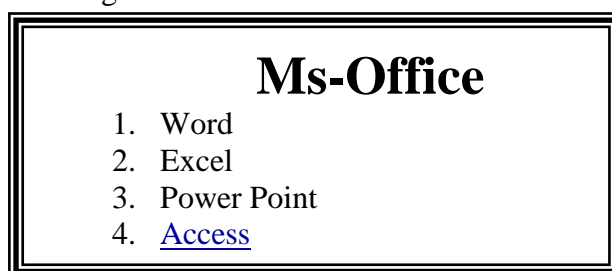 Ms-Office
1. Word
2. Excel
3. Power Point
4. Access